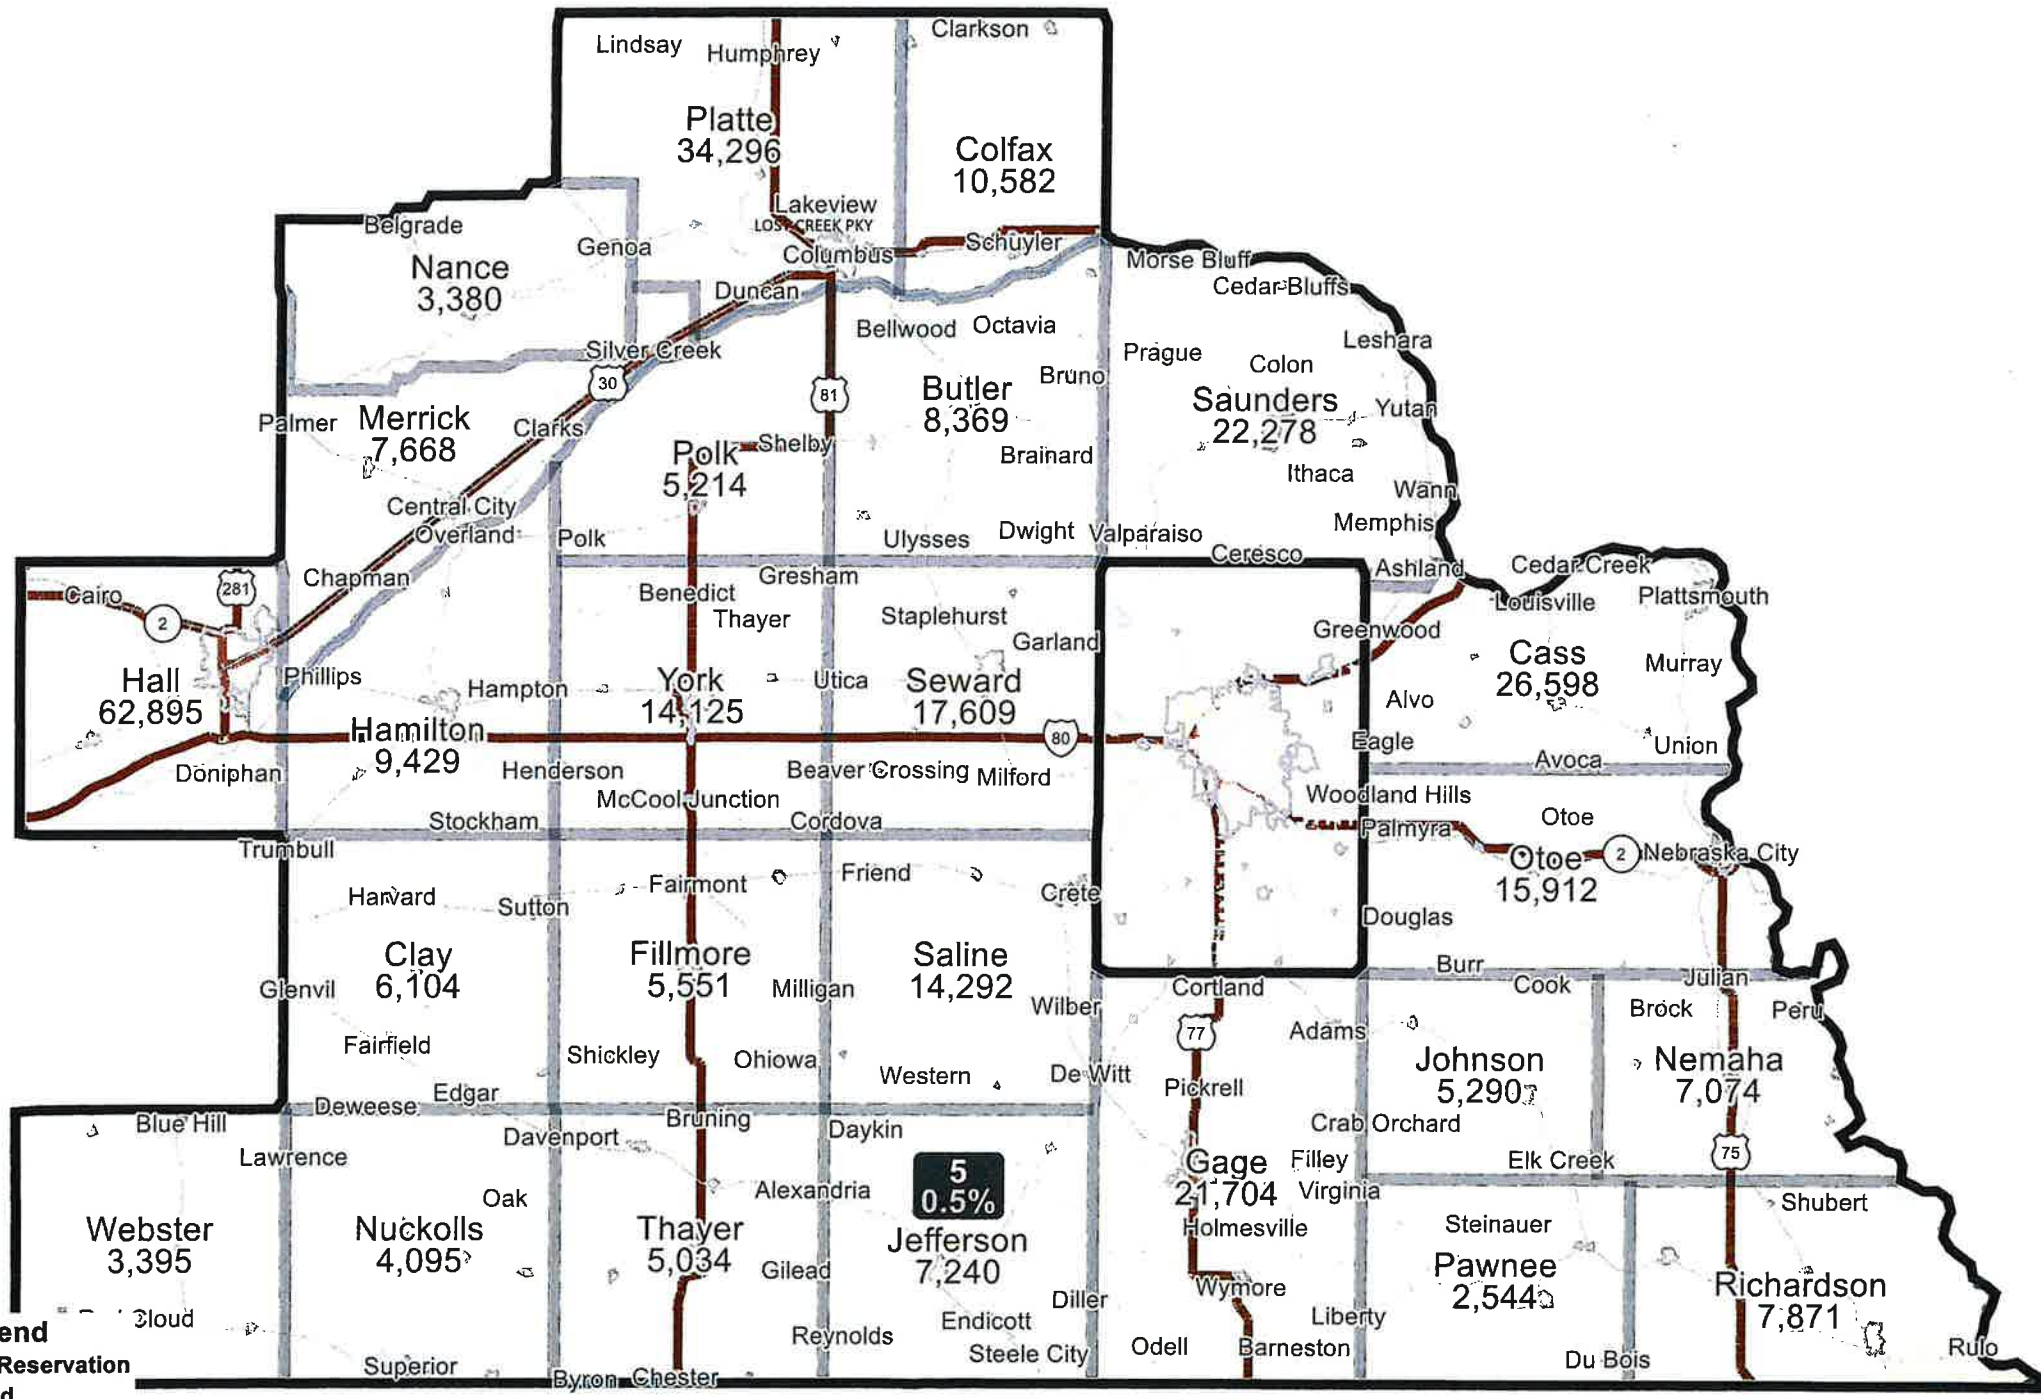 Lindsay
Humphrey
Clarkson
Platte
34,296
Colfax
10,582
Lakeview
LOST CREEK PKY
Schuyler
Columbus
Belgrade
Genoa
Nance
3,380
Duncan
Morse Bluff
Cedar Bluffs
Bellwood
Octavia
Leshara
Silver Creek
Prague
Colon
30
81
Butler
8,369
Bruno
Saunders
22,278
Yutan
Palmer
Merrick
7,668
Clarks
Polk
5,214
Shelby
Brainard
Ithaca
Wann
Central City
Overland
Polk
Ulysses
Dwight
Valparaiso
Memphis
Ceresco
Ashland
Cedar Creek
Cairo
281
Chapman
Gresham
Benedict
Louisville
Plattsmouth
2
Thayer
Staplehurst
Garland
Greenwood
Hall
62,895
Phillips
Hampton
York
14,125
Utica
Seward
17,609
Cass
26,598
Murray
Alvo
Hamilton
9,429
80
Eagle
Union
Doniphan
Henderson
Beaver Crossing
Milford
Avoca
McCool Junction
Woodland Hills
Stockham
Cordova
Palmyra
Otoe
Trumbull
Otoe
15,912
2
Nebraska City
Harvard
Sutton
Fairmont
Friend
Crete
Douglas
Clay
6,104
Fillmore
5,551
Saline
14,292
Glenvil
Milligan
Wilber
Cortland
Burr
Cook
Julian
Brock
Peru
77
Adams
Fairfield
Shickley
Ohiowa
Western
De Witt
Pickrell
Johnson
5,290
Nemaha
7,074
Edgar
Deweese
Blue Hill
Bruning
Daykin
Davenport
Crab Orchard
Lawrence
5
0.5%
Gage
21,704
Filley
Virginia
Elk Creek
75
Oak
Alexandria
Shubert
Webster
3,395
Nuckolls
4,095
Thayer
5,034
Jefferson
7,240
Holmesville
Steinauer
Gilead
Pawnee
2,544
Richardson
7,871
Wymore
Diller
Liberty
Cloud
end
Reservation
Endicott
Reynolds
Steele City
Odell
Barneston
Du Bois
Rulo
Superior
Byron
Chester